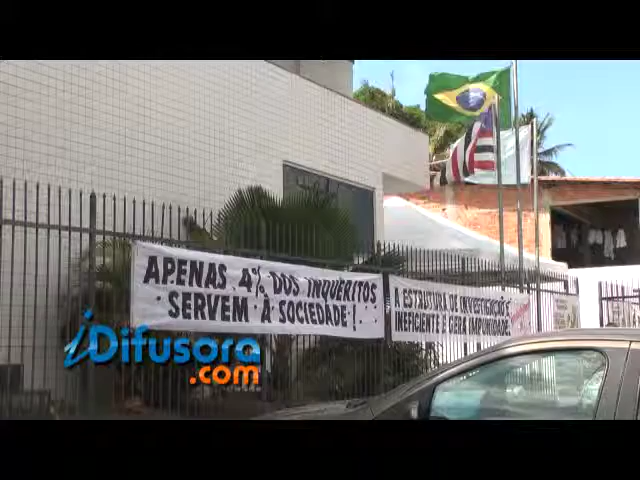 APENAS 4% DOS INQUÉRITOS
SERVEM À SOCIEDADE!
A ESTRUTURA DE INVESTIGAÇÃO É
INEFICIENTE E GERA IMPUNIDADE.
iDifusora
.com